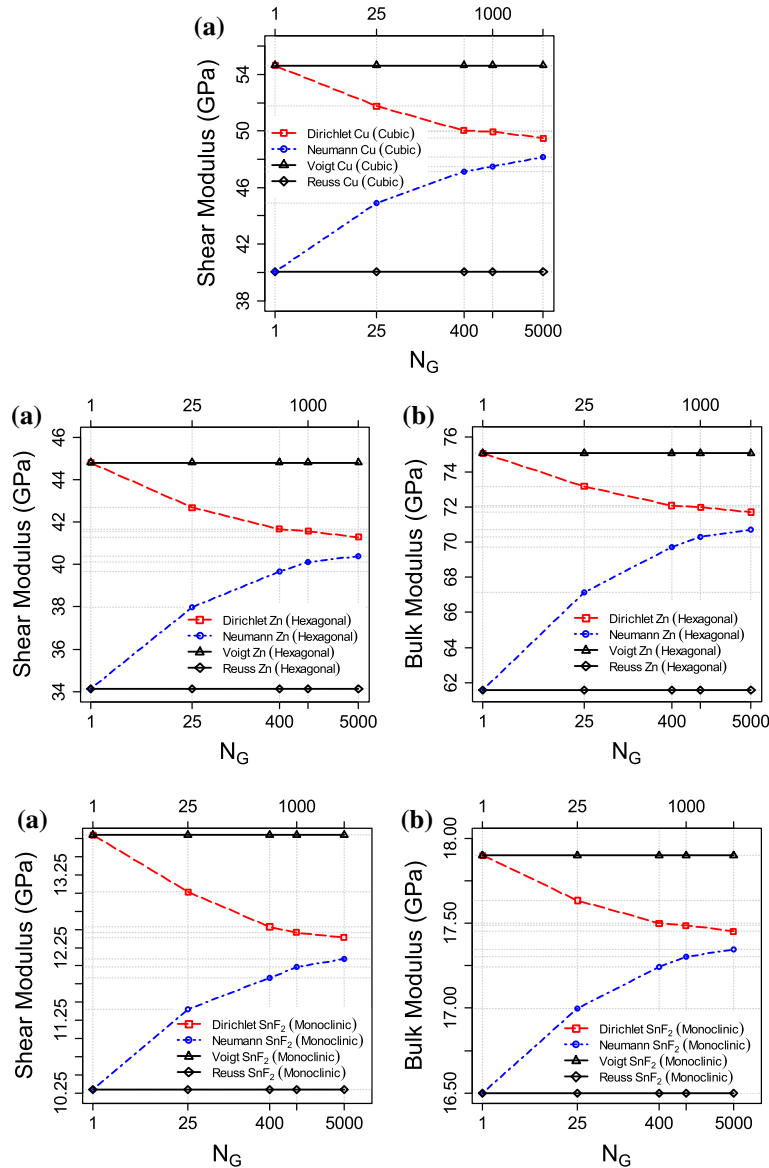 (a)
1 25 1000
Shear Modulus (GPa)
54
50
46
42
38
Dirichlet Cu (Cubic)
Neumann Cu (Cubic)
Voigt Cu (Cubic)
Reuss Cu (Cubic)
1 25 400 5000
N_G
(a)
1 25 1000
Shear Modulus (GPa)
46
44
42
40
38
36
34
Dirichlet Zn (Hexagonal)
Neumann Zn (Hexagonal)
Voigt Zn (Hexagonal)
Reuss Zn (Hexagonal)
1 25 400 5000
N_G
(b)
1 25 1000
Bulk Modulus (GPa)
76
74
72
70
68
66
64
62
Dirichlet Zn (Hexagonal)
Neumann Zn (Hexagonal)
Voigt Zn (Hexagonal)
Reuss Zn (Hexagonal)
1 25 400 5000
N_G
(a)
1 25 1000
Shear Modulus (GPa)
13.25
12.25
11.25
10.25
Dirichlet SnF₂ (Monoclinic)
Neumann SnF₂ (Monoclinic)
Voigt SnF₂ (Monoclinic)
Reuss SnF₂ (Monoclinic)
1 25 400 5000
N_G
(b)
1 25 1000
Bulk Modulus (GPa)
18.00
17.50
17.00
16.50
Dirichlet SnF₂ (Monoclinic)
Neumann SnF₂ (Monoclinic)
Voigt SnF₂ (Monoclinic)
Reuss SnF₂ (Monoclinic)
1 25 400 5000
N_G